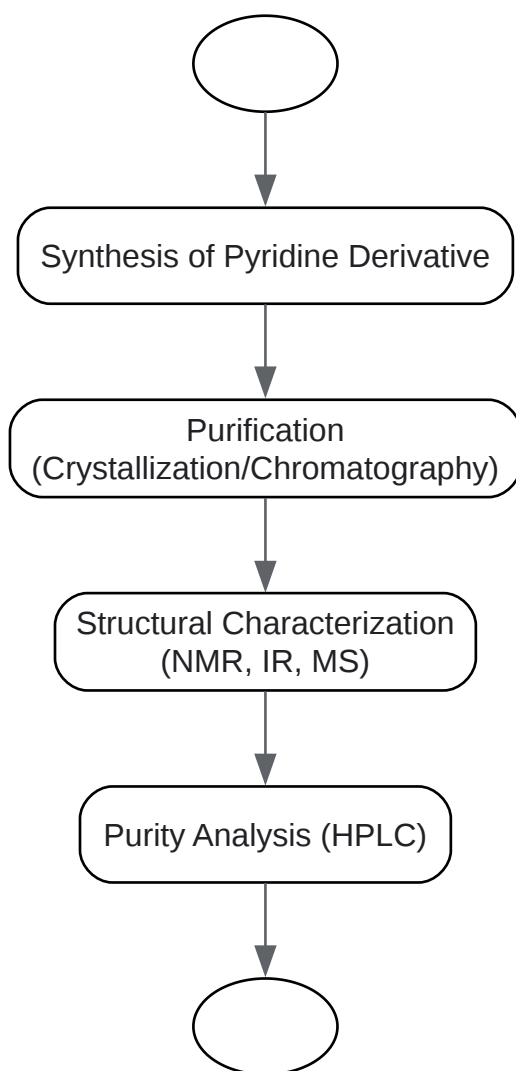 Synthesis of Pyridine Derivative
Purification
(Crystallization/Chromatography)
Structural Characterization
(NMR, IR, MS)
Purity Analysis (HPLC)